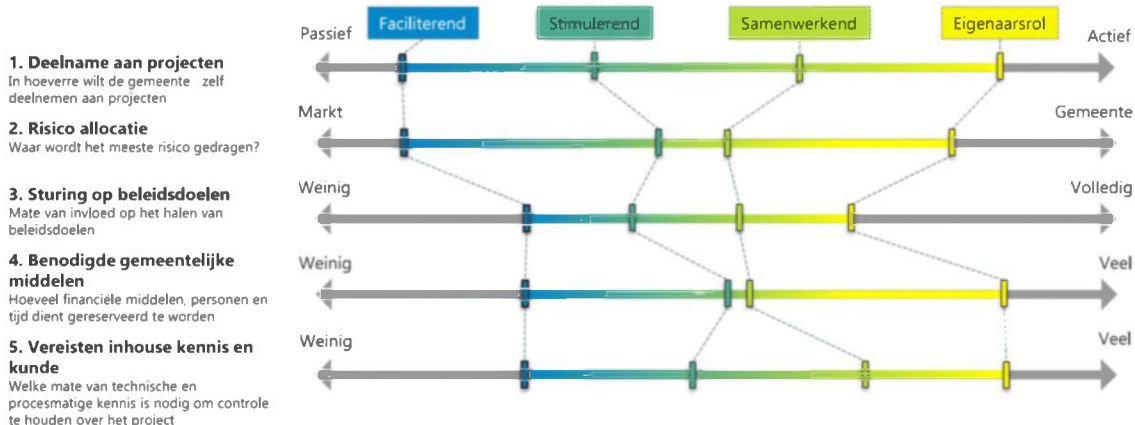 Faciliterend
Stimulerend
Samenwerkend
Eigenaarsrol
Passief
Actief
1. Deelname aan projecten
In hoeverre wilt de gemeente zelf
deelnemen aan projecten
Markt
Gemeente
2. Risico allocatie
Waar wordt het meeste risico gedragen?
Weinig
Volledig
3. Sturing op beleidsdoelen
Mate van invloed op het halen van
beleidsdoelen
Weinig
Veel
4. Benodigde gemeentelijke
middelen
Hoeveel financiële middelen, personen en
tijd dient gereserveerd te worden
Weinig
Veel
5. Vereisten inhouse kennis en
kunde
Welke mate van technische en
procesmatige kennis is nodig om controle
te houden over het project